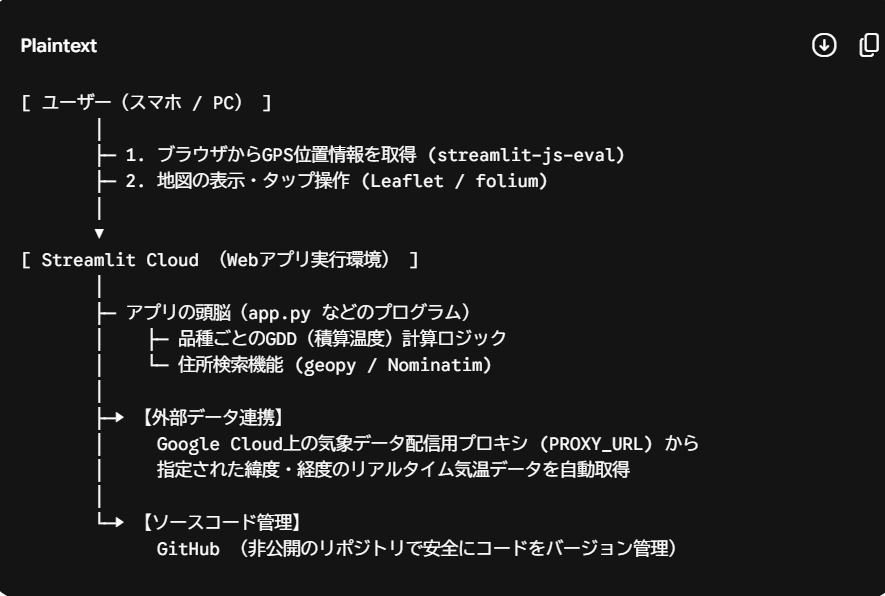 Plaintext
[ ユーザー（スマホ / PC） ]
│
├─ 1. ブラウザからGPS位置情報を取得 (streamlit-js-eval)
├─ 2. 地図の表示・タップ操作 (Leaflet / folium)
│
▼
[ Streamlit Cloud （Webアプリ実行環境） ]
│
├─ アプリの頭脳（app.py などのプログラム）
│    ├─ 品種ごとのGDD（積算温度）計算ロジック
│    └─ 住所検索機能 (geopy / Nominatim)
│
├─► 【外部データ連携】
│    Google Cloud上の気象データ配信用プロキシ (PROXY_URL) から
│    指定された緯度・経度のリアルタイム気温データを自動取得
│
└─► 【ソースコード管理】
GitHub （非公開のリポジトリで安全にコードをバージョン管理）